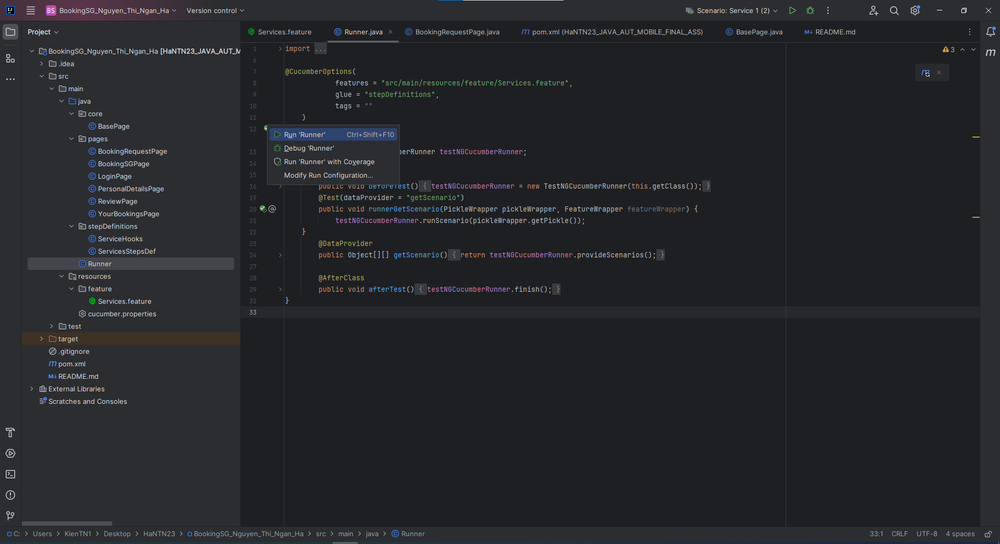 BS BookingSG_Nguyen_Thi_Ngan_Ha Version control Scenario: Service 1 (2)
Project
Services.feature Runner.java BookingRequestPage.java pom.xml (HaNTN23_JAVA_AUT_MOBILE_FINAL_ASS) BasePage.java README.md
BookingSG_Nguyen_Thi_Ngan_Ha [HaNTN23_JAVA_AUT_M
.idea
src
main
java
core
BasePage
pages
BookingRequestPage
BookingSGPage
LoginPage
PersonalDetailsPage
ReviewPage
YourBookingsPage
stepDefinitions
ServiceHooks
ServicesStepsDef
Runner
resources
feature
Services.feature
cucumber.properties
test
target
.gitignore
pom.xml
README.md
External Libraries
Scratches and Consoles
1 import ...
3
6
7 @CucumberOptions(
8 features = "src/main/resources/feature/Services.feature",
9 glue = "stepDefinitions",
10 tags = ""
11 )
12
Run 'Runner' Ctrl+Shift+F10
Debug 'Runner'
13 berRunner testNGCucumberRunner;
Run 'Runner' with Coverage
14
15
Modify Run Configuration...
16 public void beforeTest() { testNGCucumberRunner = new TestNGCucumberRunner(this.getClass()); }
19 @Test(dataProvider = "getScenario")
20 public void runnerGetScenario(PickleWrapper pickleWrapper, FeatureWrapper featureWrapper) {
21 testNGCucumberRunner.runScenario(pickleWrapper.getPickle());
22 }
23 @DataProvider
24 public Object[][] getScenario() { return testNGCucumberRunner.provideScenarios(); }
27
28 @AfterClass
29 public void afterTest() { testNGCucumberRunner.finish(); }
32 }
33
C: > Users > KienTN1 > Desktop > HaNTN23 > BookingSG_Nguyen_Thi_Ngan_Ha > src > main > java > Runner
33:1 CRLF UTF-8 4 spaces